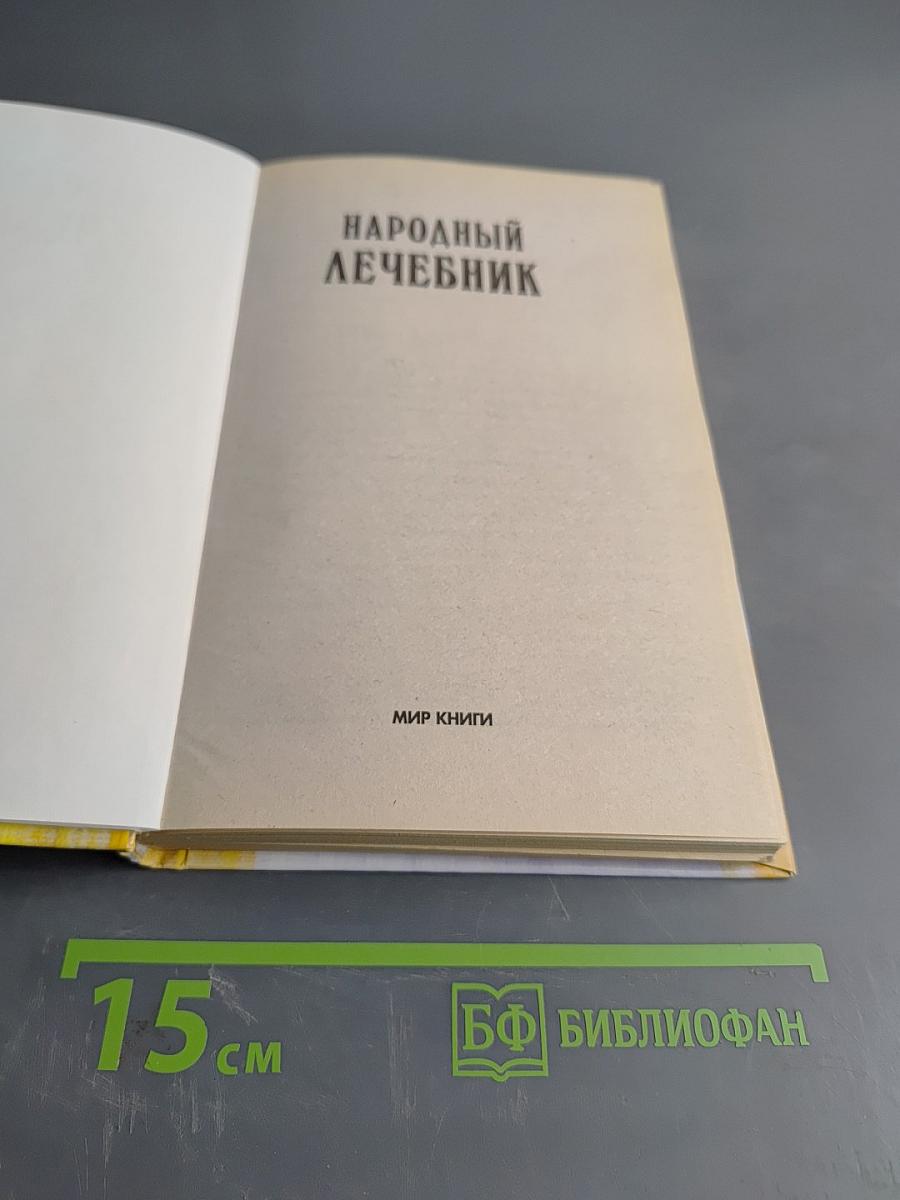 НАРОДНЫЙ
ЛЕЧЕБНИК
МИР КНИГИ
15 см
БФ БИБЛИОФАН